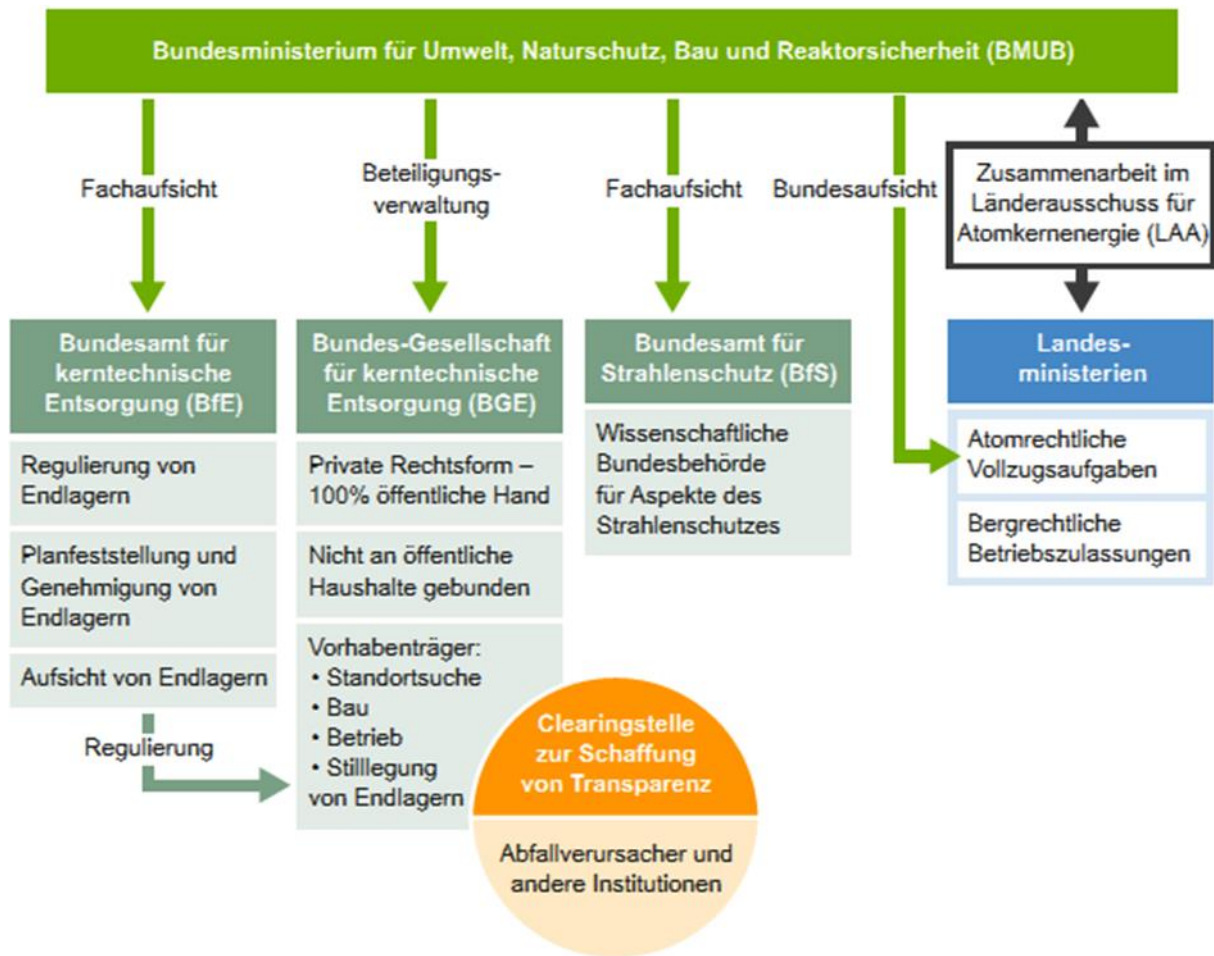 Bundesministerium für Umwelt, Naturschutz, Bau und Reaktorsicherheit (BMUB)
Fachaufsicht
Beteiligungs-
verwaltung
Fachaufsicht
Bundesaufsicht
Zusammenarbeit im
Länderausschuss für
Atomkernenergie (LAA)
Bundesamt für
kerntechnische
Entsorgung (BfE)
Regulierung von
Endlagern
Planfeststellung und
Genehmigung von
Endlagern
Aufsicht von Endlagern
Regulierung
Bundes-Gesellschaft
für kerntechnische
Entsorgung (BGE)
Private Rechtsform –
100% öffentliche Hand
Nicht an öffentliche
Haushalte gebunden
Vorhabenträger:
• Standortsuche
• Bau
• Betrieb
• Stilllegung
von Endlagern
Clearingstelle
zur Schaffung
von Transparenz
Abfallverursacher und
andere Institutionen
Bundesamt für
Strahlenschutz (BfS)
Wissenschaftliche
Bundesbehörde
für Aspekte des
Strahlenschutzes
Landes-
ministerien
Atomrechtliche
Vollzugsaufgaben
Bergrechtliche
Betriebszulassungen